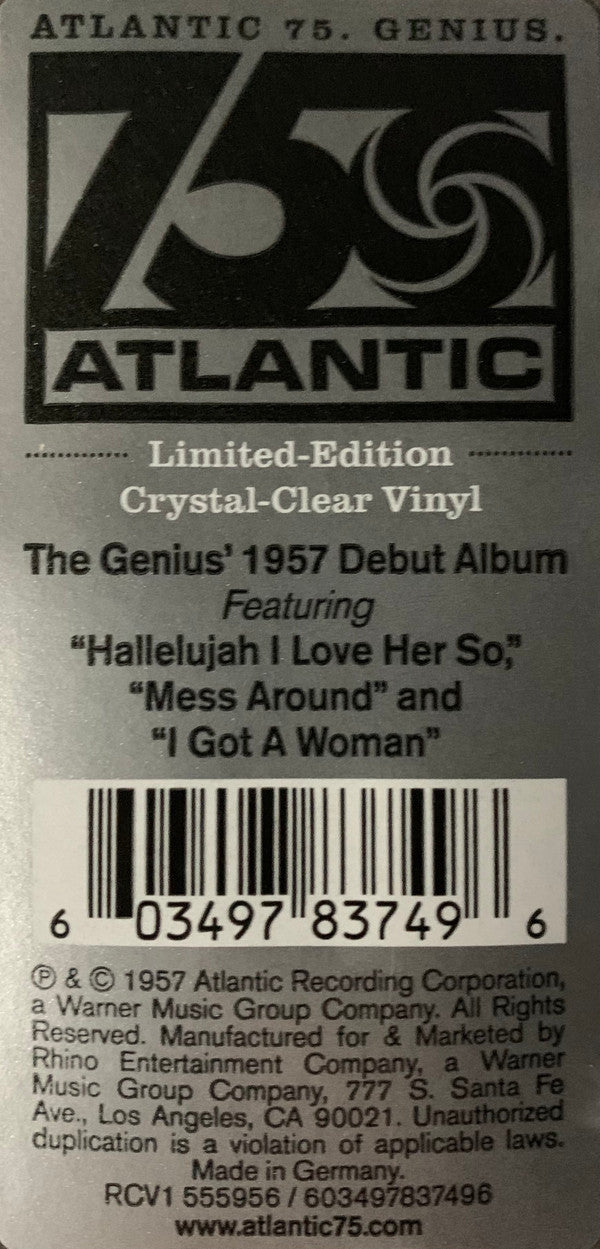 ATLANTIC 75. GENIUS.
75
ATLANTIC
Limited-Edition
Crystal-Clear Vinyl
The Genius' 1957 Debut Album
Featuring
“Hallelujah I Love Her So,”
“Mess Around” and
“I Got A Woman”
6 03497 83749 6
℗ & © 1957 Atlantic Recording Corporation,
a Warner Music Group Company. All Rights
Reserved. Manufactured for & Marketed by
Rhino Entertainment Company, a Warner
Music Group Company, 777 S. Santa Fe
Ave., Los Angeles, CA 90021. Unauthorized
duplication is a violation of applicable laws.
Made in Germany.
RCV1 555956 / 603497837496
www.atlantic75.com